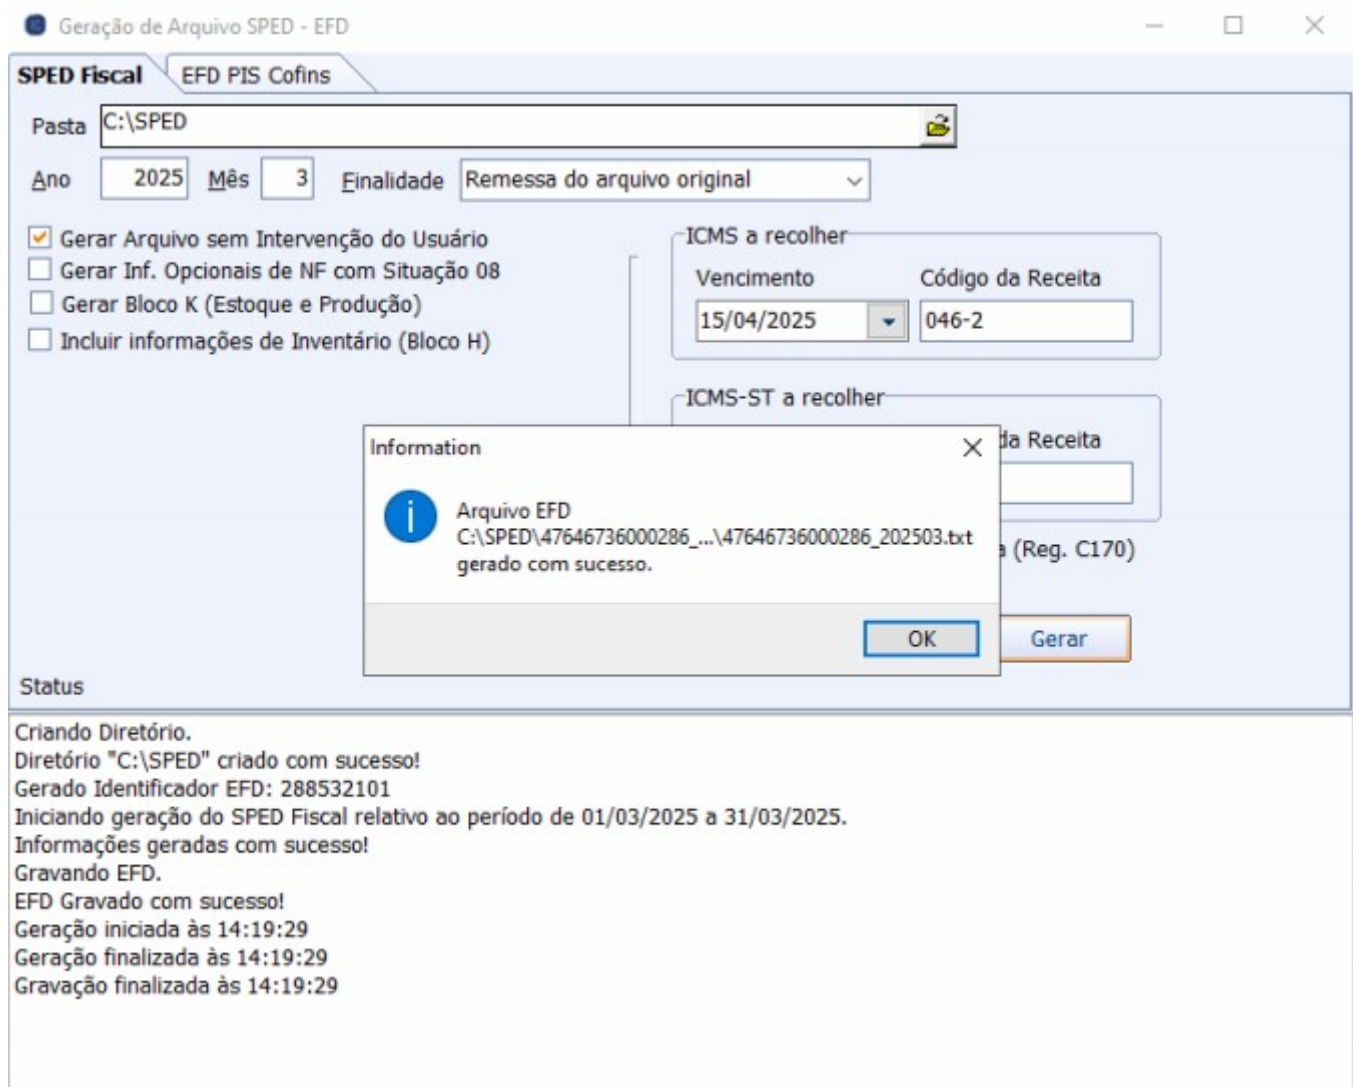 Geração de Arquivo SPED - EFD
SPED Fiscal EFD PIS Cofins
Pasta C:\SPED
Ano 2025 Mês 3 Finalidade Remessa do arquivo original
Gerar Arquivo sem Intervenção do Usuário
Gerar Inf. Opcionais de NF com Situação 08
Gerar Bloco K (Estoque e Produção)
Incluir informações de Inventário (Bloco H)
ICMS a recolher
Vencimento Código da Receita
15/04/2025 046-2
ICMS-ST a recolher
da Receita
Information
Arquivo EFD
C:\SPED\47646736000286_...\47646736000286_202503.txt
gerado com sucesso.
OK
(Reg. C170)
Gerar
Status
Criando Diretório.
Diretório "C:\SPED" criado com sucesso!
Gerado Identificador EFD: 288532101
Iniciando geração do SPED Fiscal relativo ao período de 01/03/2025 a 31/03/2025.
Informações geradas com sucesso!
Gravando EFD.
EFD Gravado com sucesso!
Geração iniciada às 14:19:29
Geração finalizada às 14:19:29
Gravação finalizada às 14:19:29